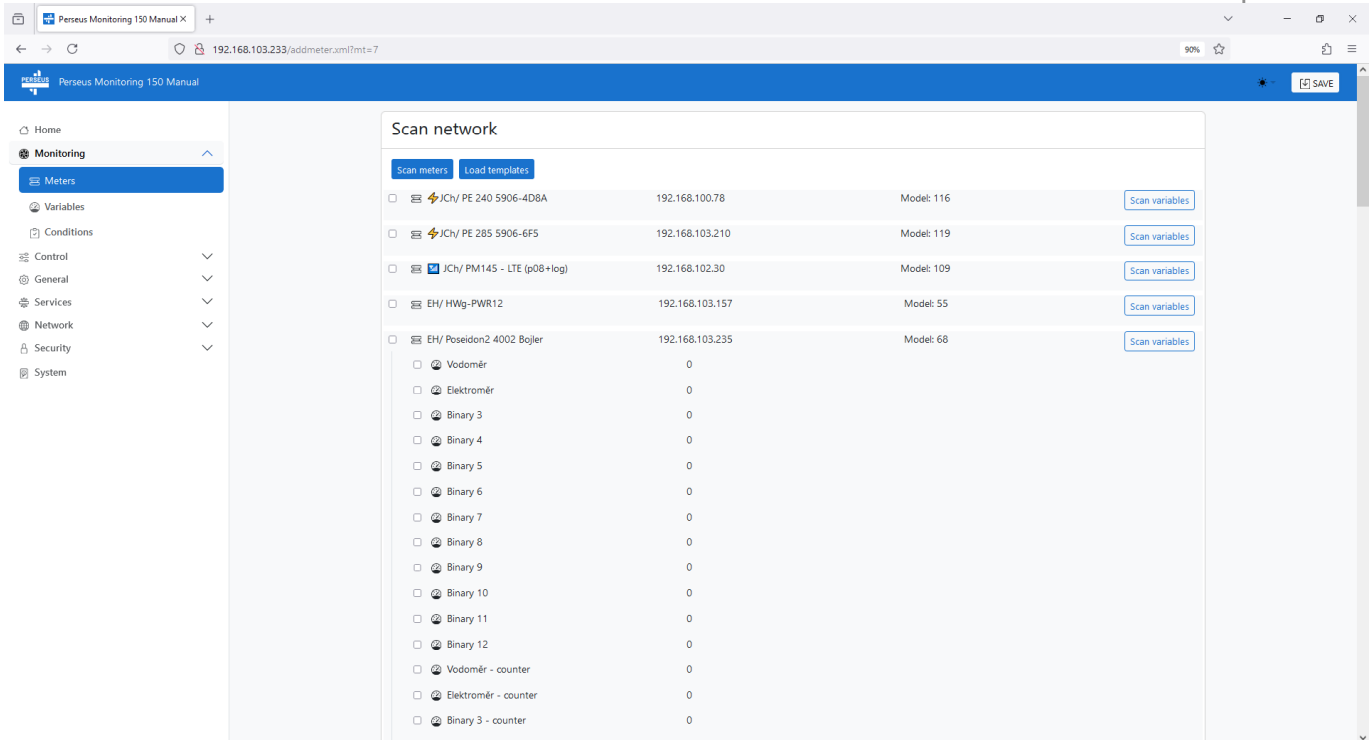 Perseus Monitoring 150 Manual
192.168.103.233/addmeter.xml?mt=7
90%
PERSEUS
Perseus Monitoring 150 Manual
SAVE
Home
Monitoring
Meters
Variables
Conditions
Control
General
Services
Network
Security
System
Scan network
Scan meters Load templates
JCh/ PE 240 5906-4D8A 192.168.100.78 Model: 116 Scan variables
JCh/ PE 285 5906-6F5 192.168.103.210 Model: 119 Scan variables
JCh/ PM145 - LTE (p08+log) 192.168.102.30 Model: 109 Scan variables
EH/ HWg-PWR12 192.168.103.157 Model: 55 Scan variables
EH/ Poseidon2 4002 Bojler 192.168.103.235 Model: 68 Scan variables
Vodoměr 0
Elektroměr 0
Binary 3 0
Binary 4 0
Binary 5 0
Binary 6 0
Binary 7 0
Binary 8 0
Binary 9 0
Binary 10 0
Binary 11 0
Binary 12 0
Vodoměr - counter 0
Elektroměr - counter 0
Binary 3 - counter 0